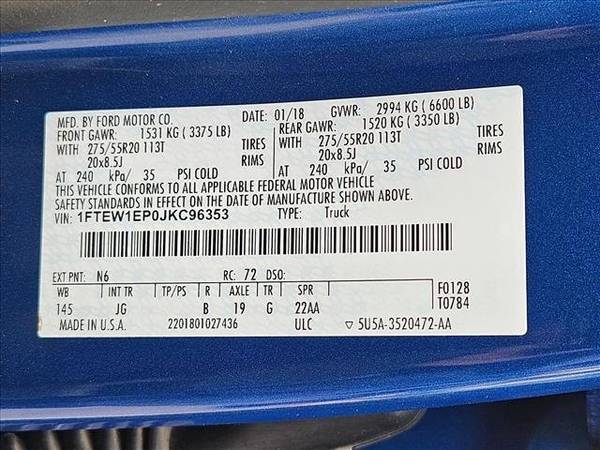 MFD. BY FORD MOTOR CO.
DATE: 01/18 GVWR: 2994 KG ( 6600 LB)
FRONT GAWR: 1531 KG ( 3375 LB) REAR GAWR: 1520 KG ( 3350 LB)
WITH 275/55R20 113T TIRES WITH 275/55R20 113T TIRES
20x8.5J RIMS 20x8.5J RIMS
AT 240 kPa/ 35 PSI COLD AT 240 kPa/ 35 PSI COLD
THIS VEHICLE CONFORMS TO ALL APPLICABLE FEDERAL MOTOR VEHICLE
SAFETY STANDARDS IN EFFECT ON THE DATE OF MANUFACTURE SHOWN ABOVE.
VIN: 1FTEW1EP0JKC96353 TYPE: Truck
EXT PNT: N6 RC: 72 DSO:
WB INT TR TP/PS R AXLE TR SPR F0128
145 JG B 19 G 22AA T0784
MADE IN U.S.A. 2201801027436 ULC ▽ 5U5A-3520472-AA